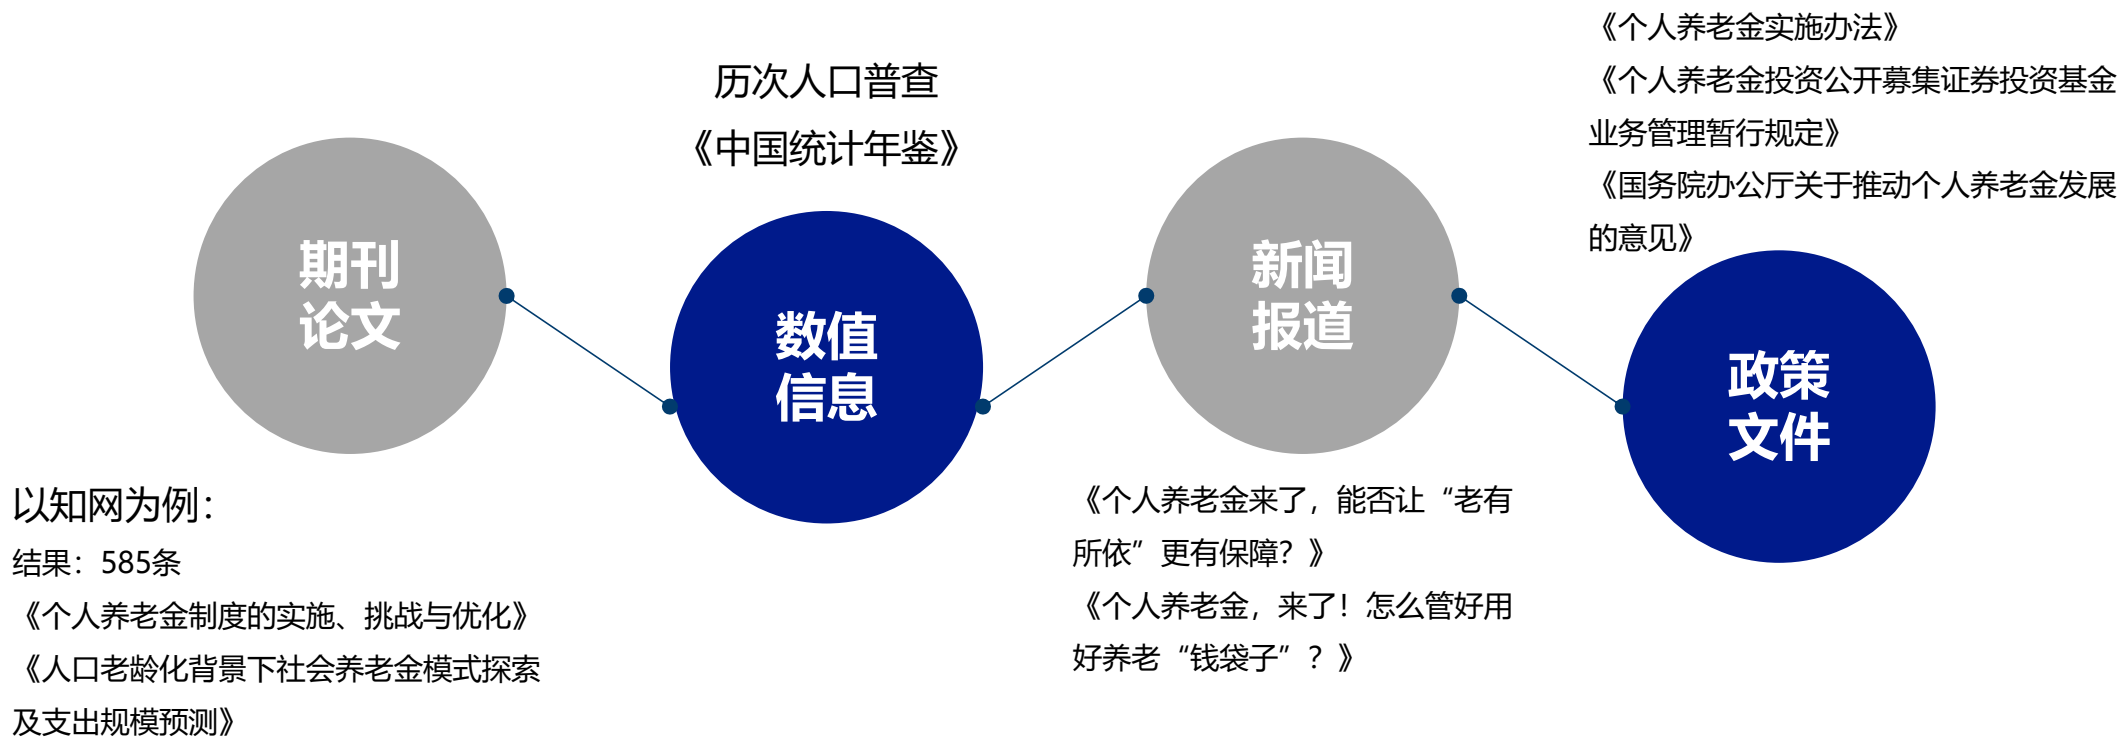 期刊
论文
以知网为例：
结果：585条
《个人养老金制度的实施、挑战与优化》
《人口老龄化背景下社会养老金模式探索
及支出规模预测》
历次人口普查
《中国统计年鉴》
数值
信息
新闻
报道
《个人养老金来了，能否让“老有
所依”更有保障？》
《个人养老金，来了！怎么管好用
好养老“钱袋子”？》
《个人养老金实施办法》
《个人养老金投资公开募集证券投资基金
业务管理暂行规定》
《国务院办公厅关于推动个人养老金发展
的意见》
政策
文件